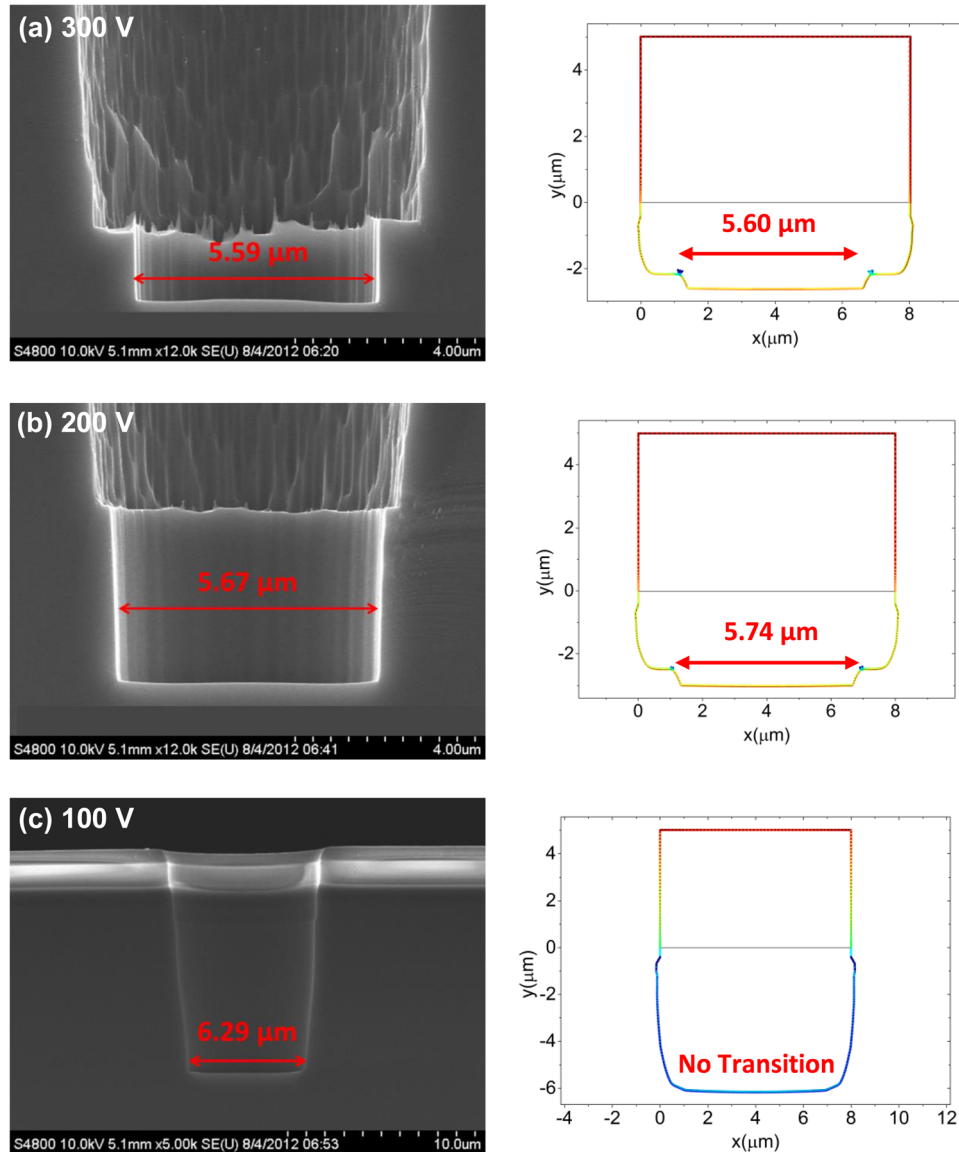 (a) 300 V
5.59 µm
S4800 10.0kV 5.1mm x12.0k SE(U) 8/4/2012 06:20
4.00um
4
2
0
-2
y(µm)
5.60 µm
0 2 4 6 8
x(µm)
(b) 200 V
5.67 µm
S4800 10.0kV 5.1mm x12.0k SE(U) 8/4/2012 06:41
4.00um
4
2
0
-2
y(µm)
5.74 µm
0 2 4 6 8
x(µm)
(c) 100 V
6.29 µm
S4800 10.0kV 5.1mm x5.00k SE(U) 8/4/2012 06:53
10.0um
4
2
0
-2
-4
-6
y(µm)
No Transition
-4 -2 0 2 4 6 8 10 12
x(µm)